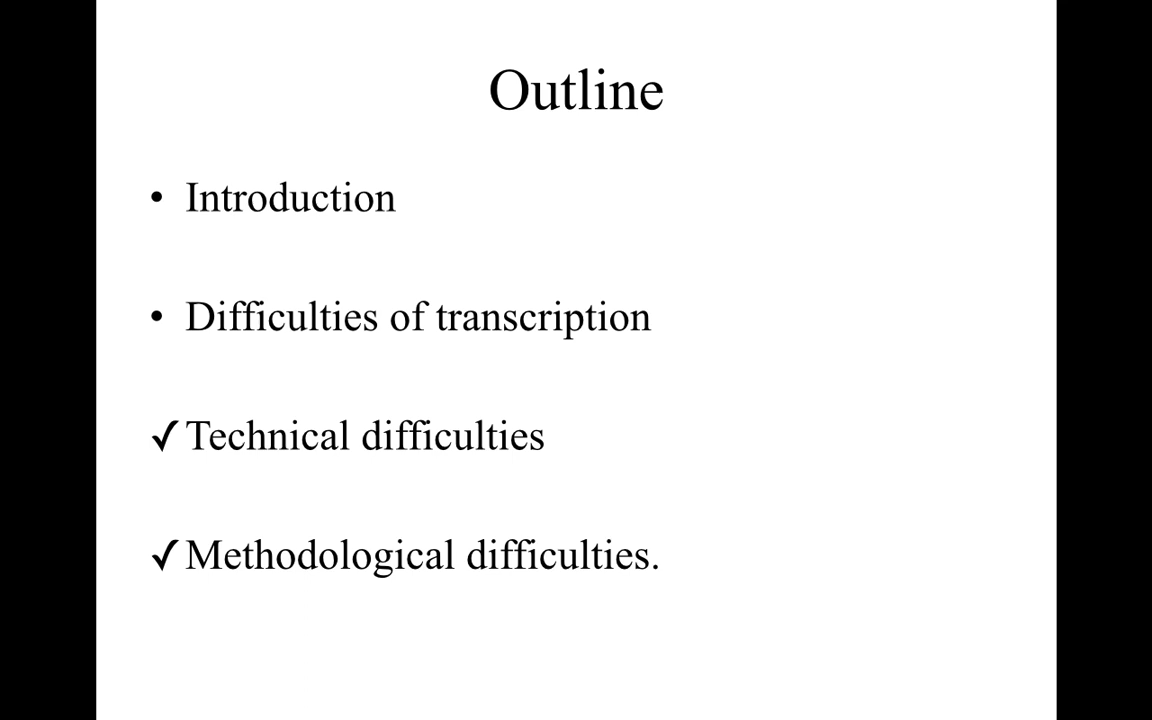 Outline
• Introduction
• Difficulties of transcription
✓Technical difficulties
✓Methodological difficulties.